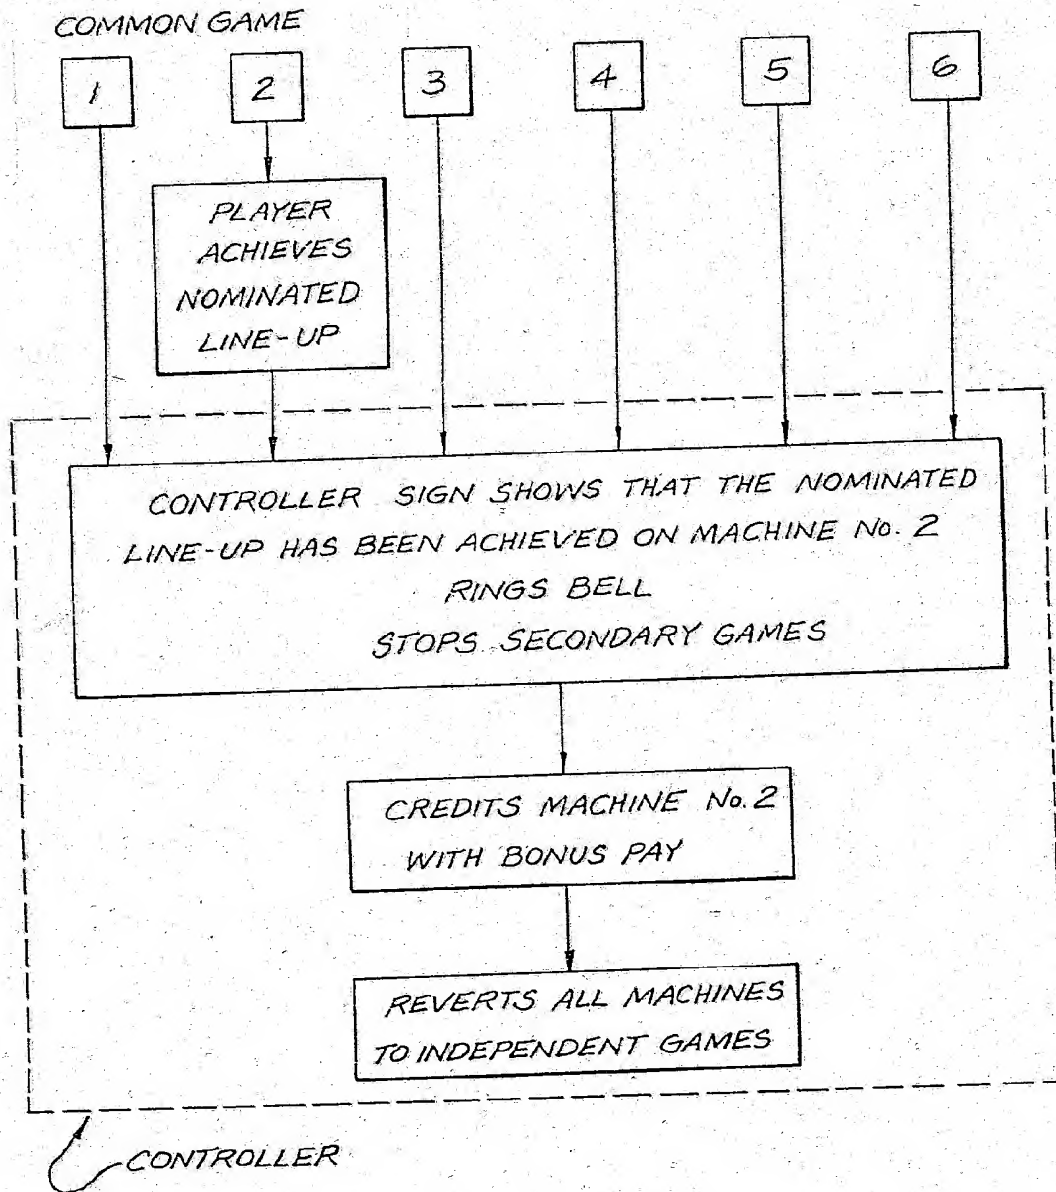 COMMON GAME
1 2 3 4 5 6
PLAYER
ACHIEVES
NOMINATED
LINE-UP
CONTROLLER SIGN SHOWS THAT THE NOMINATED
LINE-UP HAS BEEN ACHIEVED ON MACHINE No. 2
RINGS BELL
STOPS SECONDARY GAMES
CREDITS MACHINE No. 2
WITH BONUS PAY
REVERTS ALL MACHINES
TO INDEPENDENT GAMES
CONTROLLER